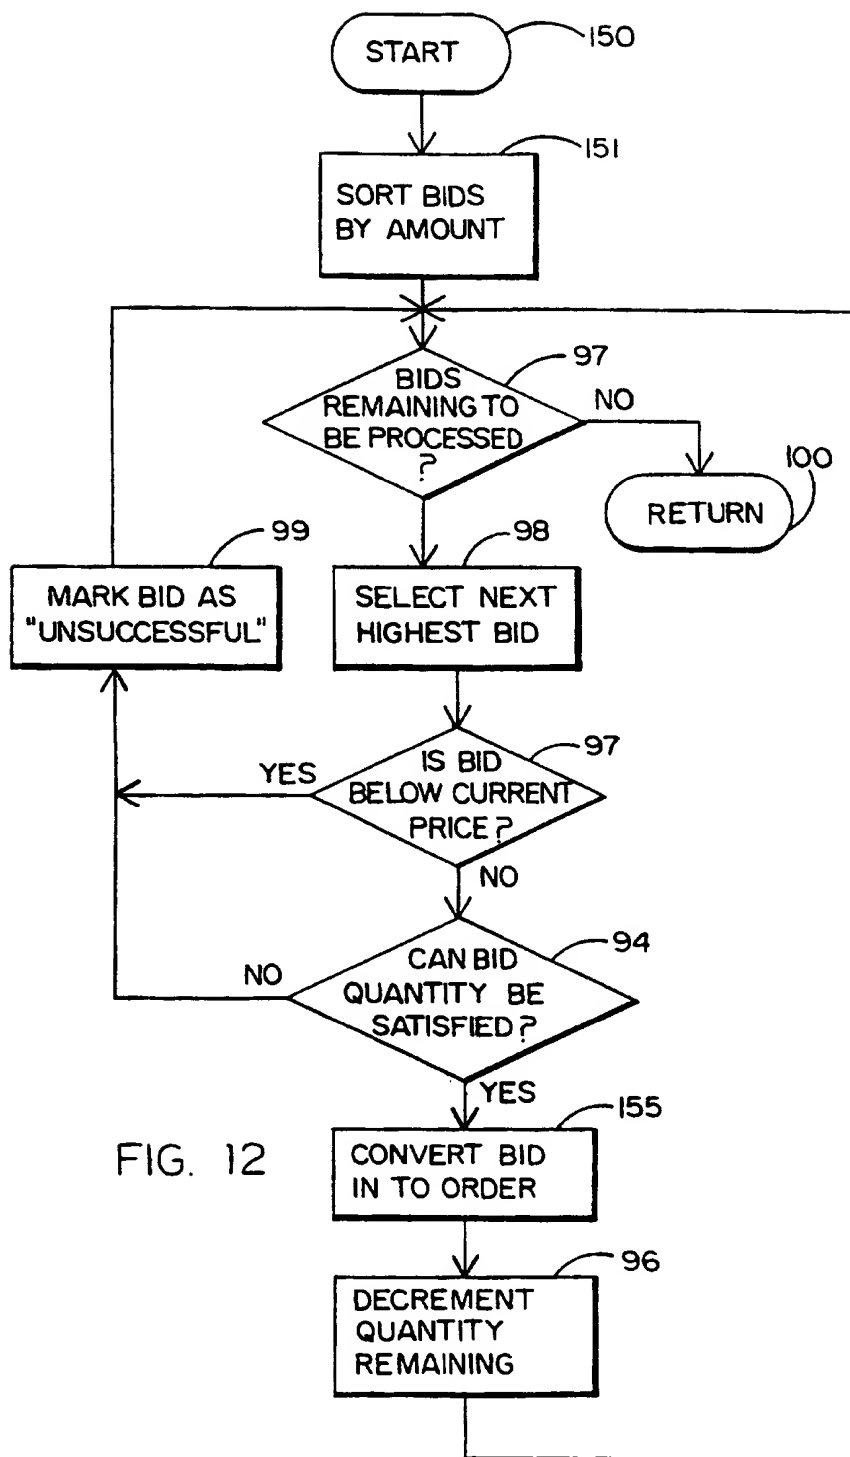 START
150
151
SORT BIDS
BY AMOUNT
97
BIDS
REMAINING TO
BE PROCESSED
?
NO
100
RETURN
99
MARK BID AS
"UNSUCCESSFUL"
98
SELECT NEXT
HIGHEST BID
97
YES
IS BID
BELOW CURRENT
PRICE?
NO
94
NO
CAN BID
QUANTITY BE
SATISFIED?
YES
155
FIG. 12
CONVERT BID
IN TO ORDER
96
DECREMENT
QUANTITY
REMAINING